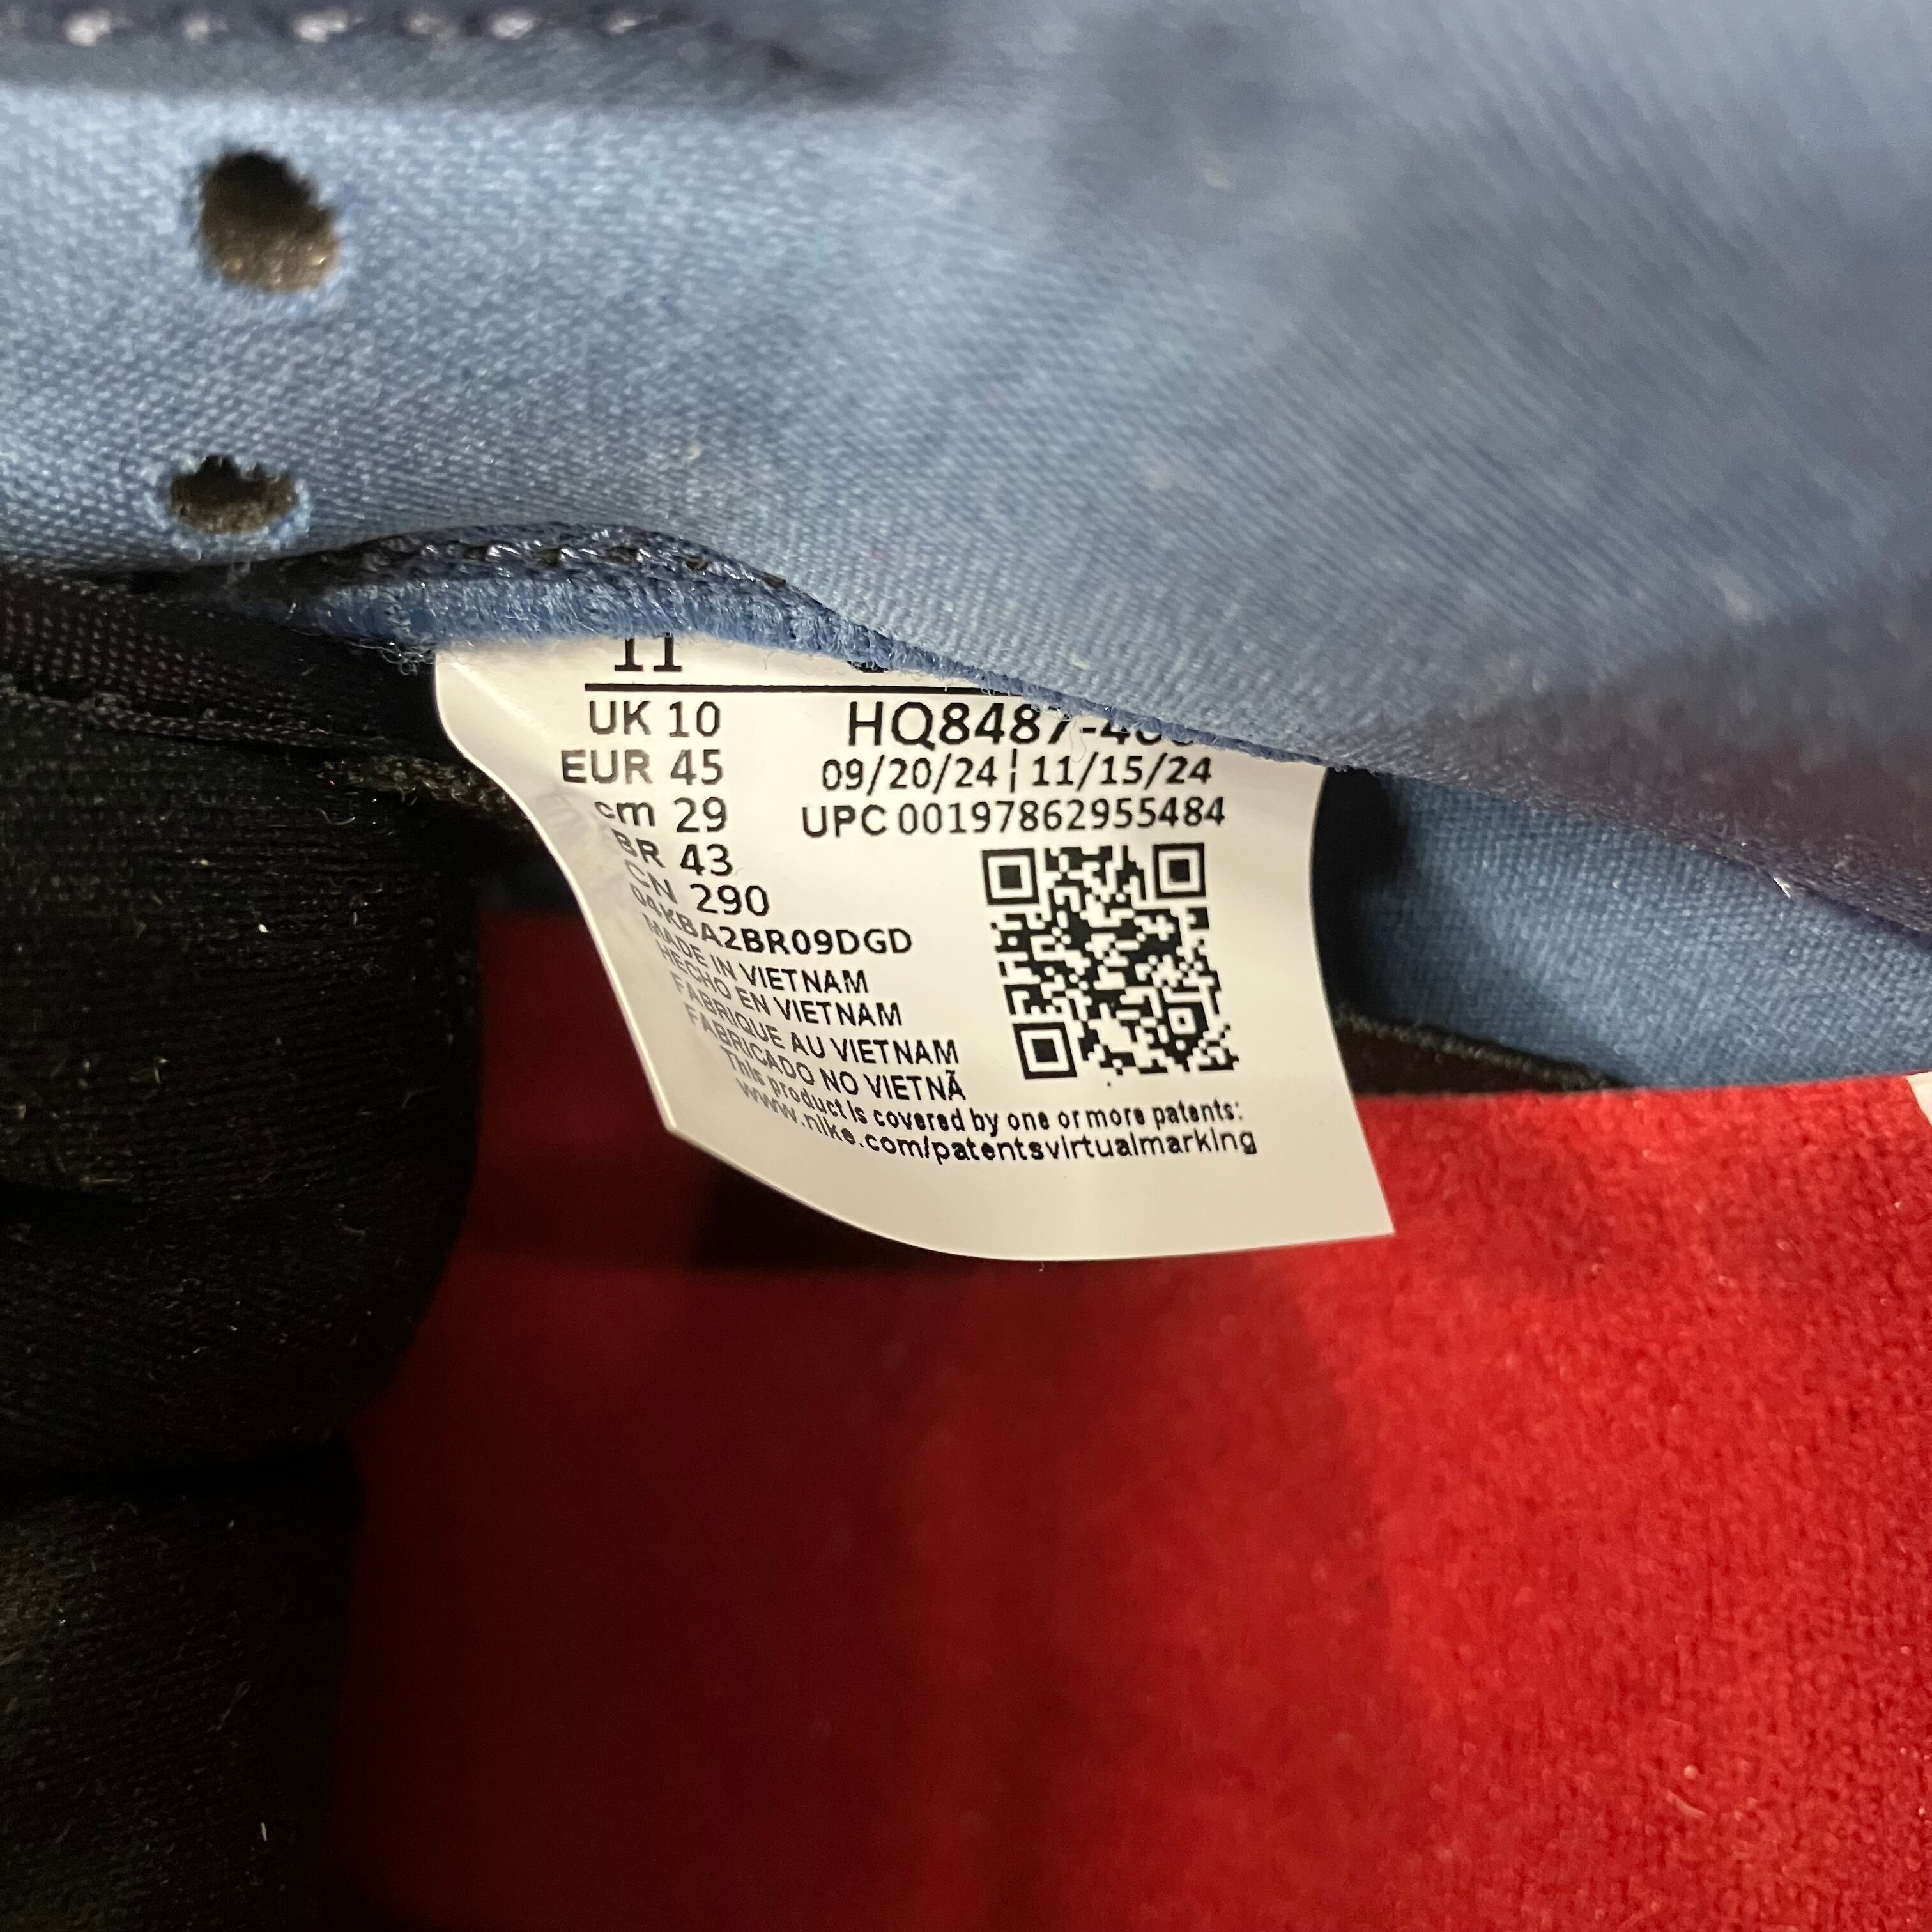 11
UK 10
EUR 45
cm 29
BR 43
CN 290
HQ8487-
09/20/24 ¦ 11/15/24
UPC 00197862955484
04KBA2BR09DGD
MADE IN VIETNAM
HECHO EN VIETNAM
FABRIQUE AU VIETNAM
FABRICADO NO VIETNÃ
This product is covered by one or more patents:
www.nike.com/patentsvirtualmarking